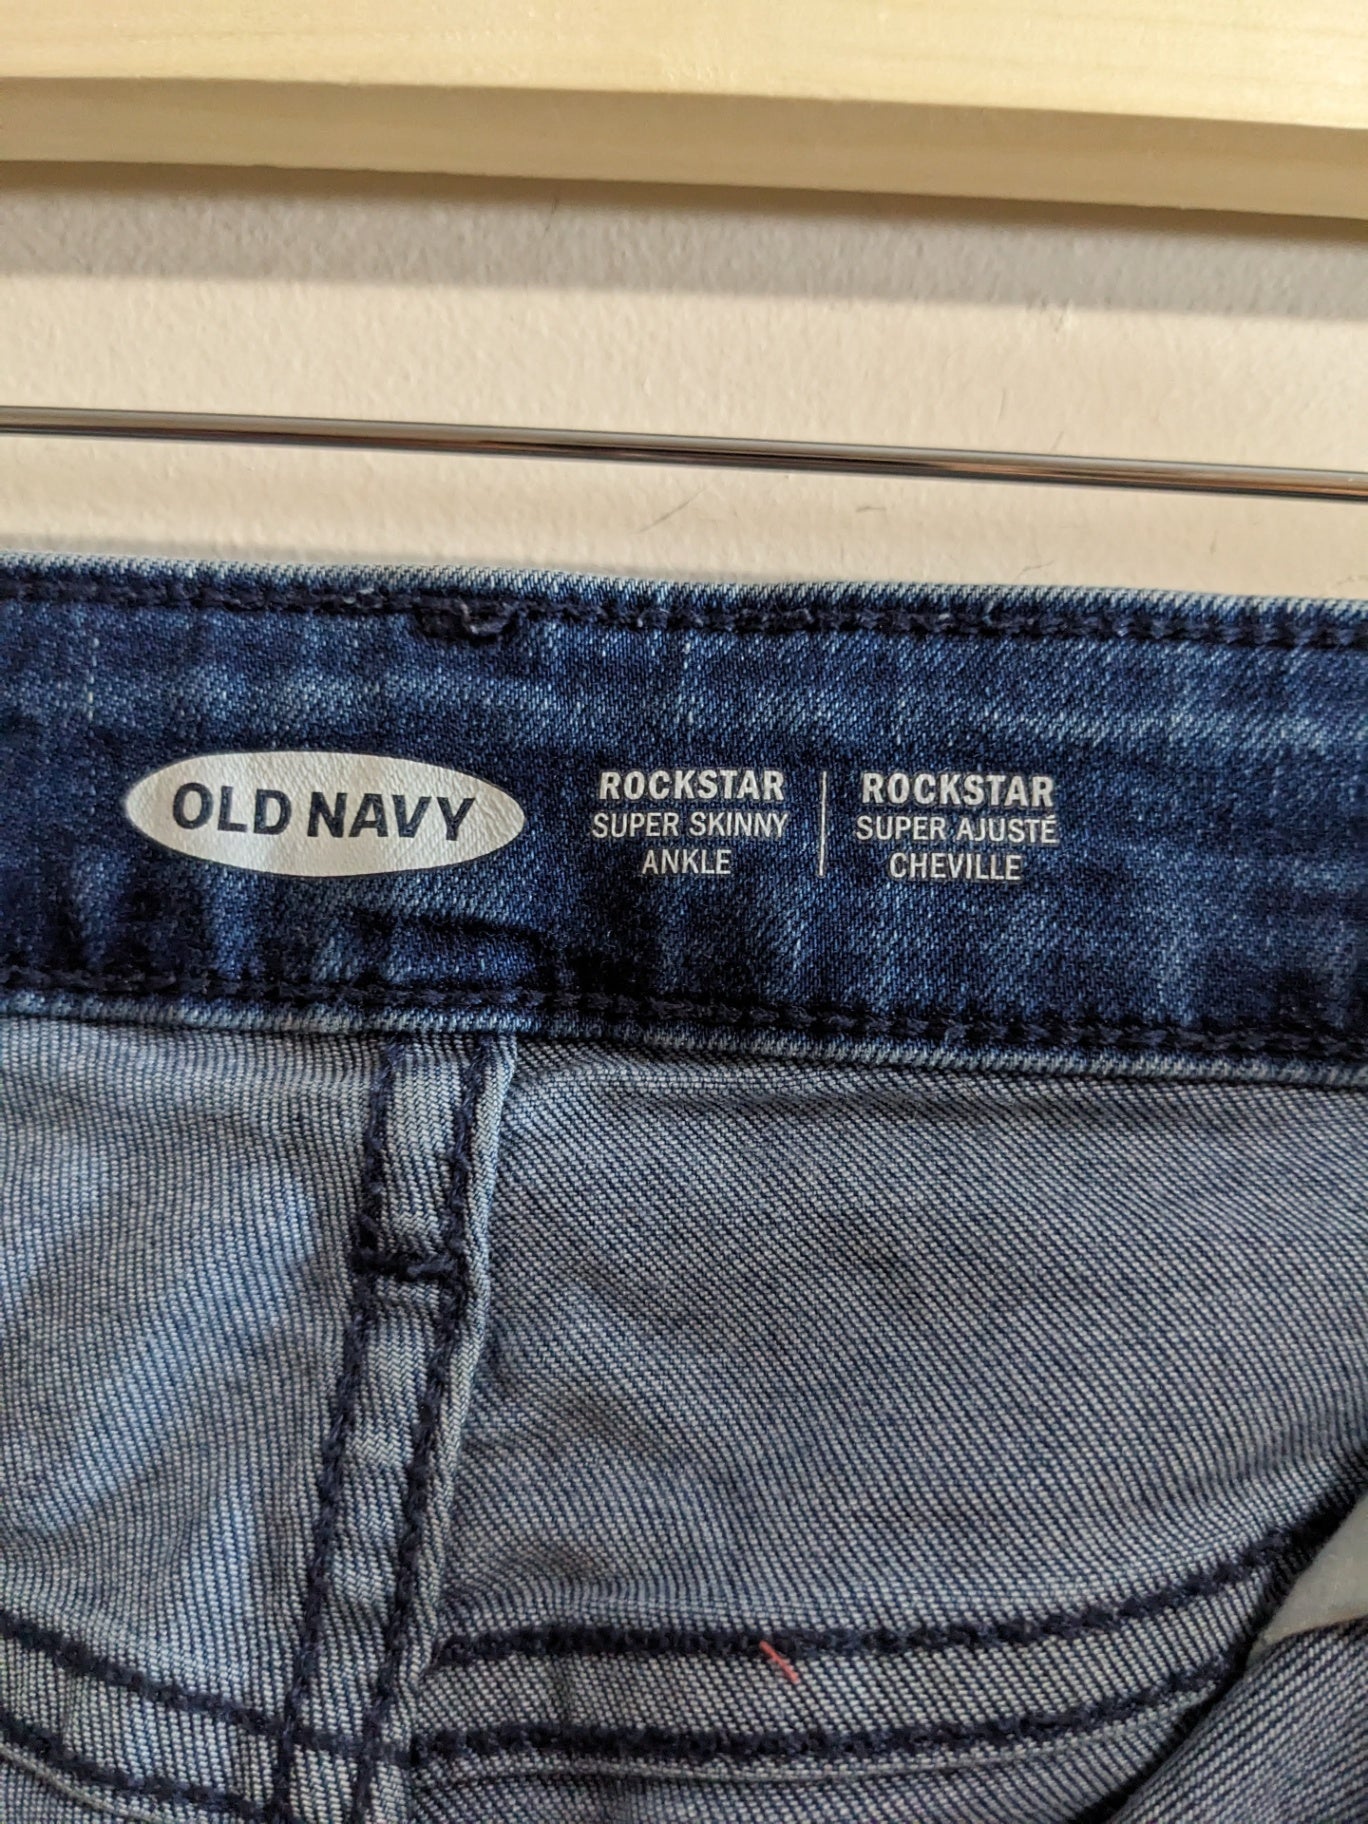 OLD NAVY
ROCKSTAR
SUPER SKINNY
ANKLE
ROCKSTAR
SUPER AJUSTÉ
CHEVILLE